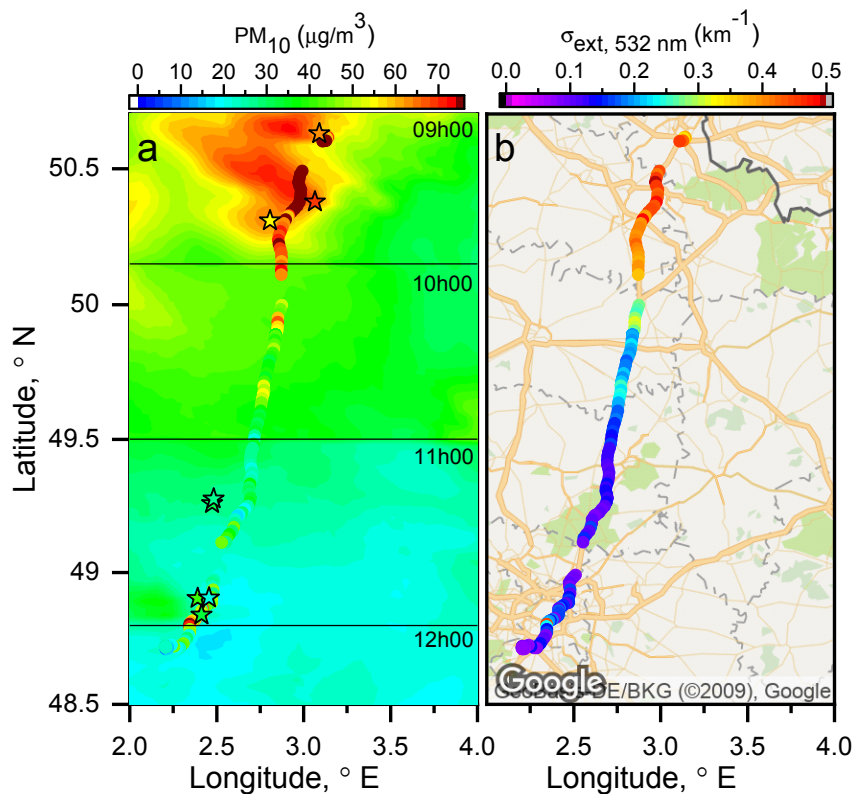 PM10 (µg/m3)
0 10 20 30 40 50 60 70
σext, 532 nm (km-1)
0.0 0.1 0.2 0.3 0.4 0.5
a
b
09h00
10h00
11h00
12h00
Latitude, ° N
50.5
50
49.5
49
48.5
2.0 2.5 3.0 3.5 4.0
Longitude, ° E
Google
GeoBasis-DE/BKG (©2009), Google
2.5 3.0 3.5 4.0
Longitude, ° E